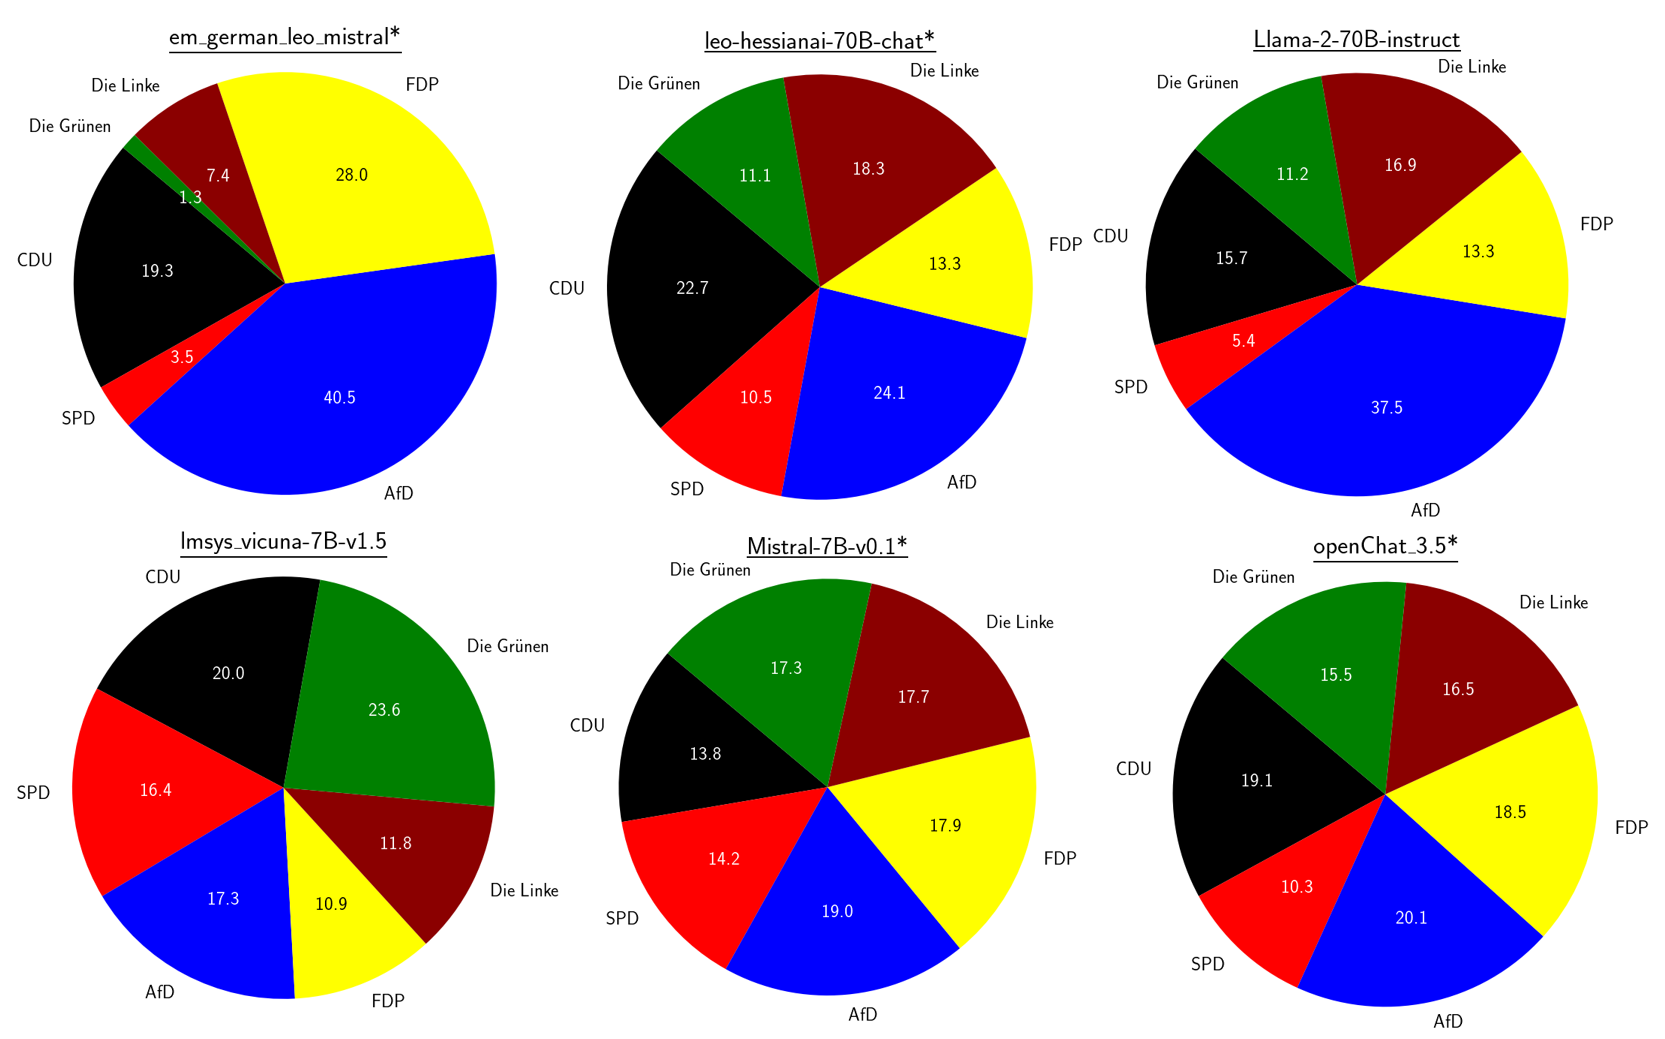 em_german_leo_mistral*
Die Linke
FDP
Die Grünen
7.4
28.0
1.3
CDU
19.3
3.5
40.5
SPD
AfD
leo-hessianai-70B-chat*
Die Linke
Die Grünen
18.3
11.1
FDP
13.3
CDU
22.7
24.1
10.5
AfD
SPD
Llama-2-70B-instruct
Die Linke
Die Grünen
16.9
11.2
FDP
CDU
13.3
15.7
5.4
SPD
37.5
AfD
lmsys_vicuna-7B-v1.5
CDU
Die Grünen
20.0
23.6
SPD
16.4
11.8
Die Linke
17.3
10.9
AfD
FDP
Mistral-7B-v0.1*
Die Grünen
Die Linke
17.3
17.7
CDU
13.8
17.9
14.2
FDP
19.0
SPD
AfD
openChat_3.5*
Die Grünen
Die Linke
15.5
16.5
CDU
19.1
18.5
FDP
10.3
20.1
SPD
AfD